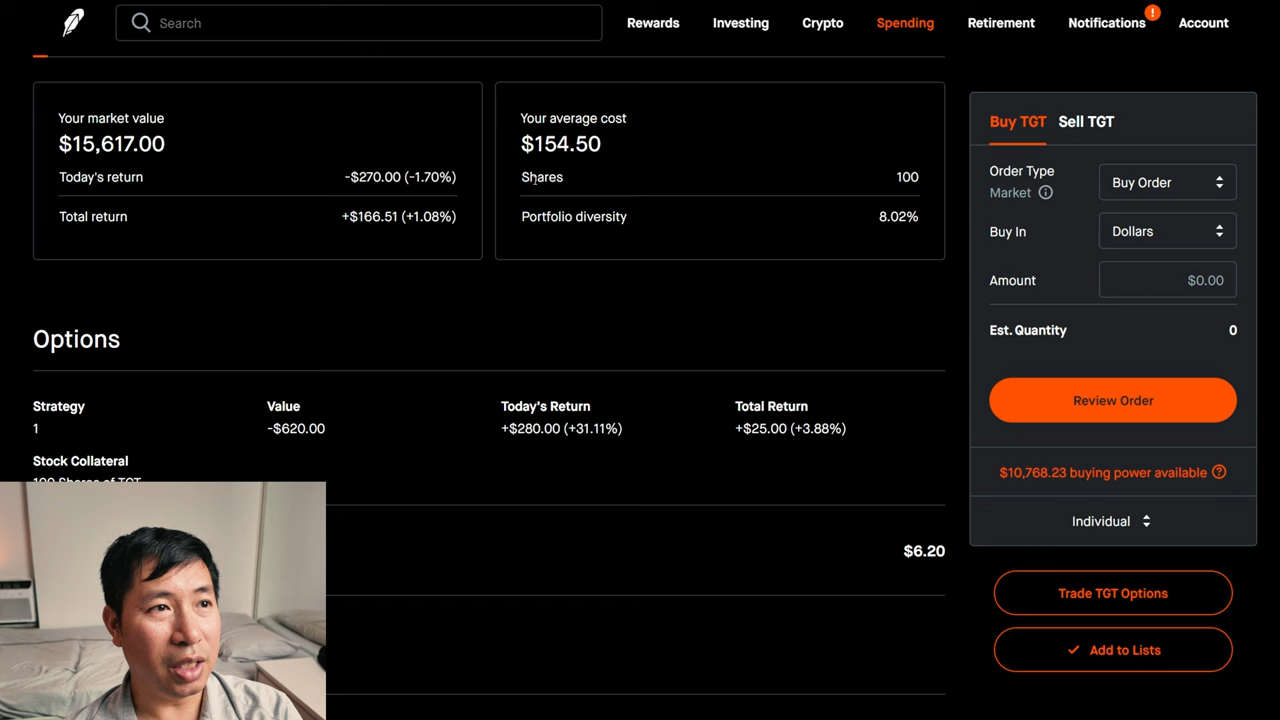 Search
Rewards
Investing
Crypto
Spending
Retirement
Notifications
!
Account
Your market value
$15,617.00
Today's return -$270.00 (-1.70%)
Total return +$166.51 (+1.08%)
Your average cost
$154.50
Shares 100
Portfolio diversity 8.02%
Buy TGT Sell TGT
Order Type
Market
Buy Order
Buy In Dollars
Amount $0.00
Est. Quantity 0
Review Order
$10,768.23 buying power available
Individual
Trade TGT Options
Add to Lists
Options
Strategy Value Today's Return Total Return
1 -$620.00 +$280.00 (+31.11%) +$25.00 (+3.88%)
Stock Collateral
100 Shares of TGT
$6.20